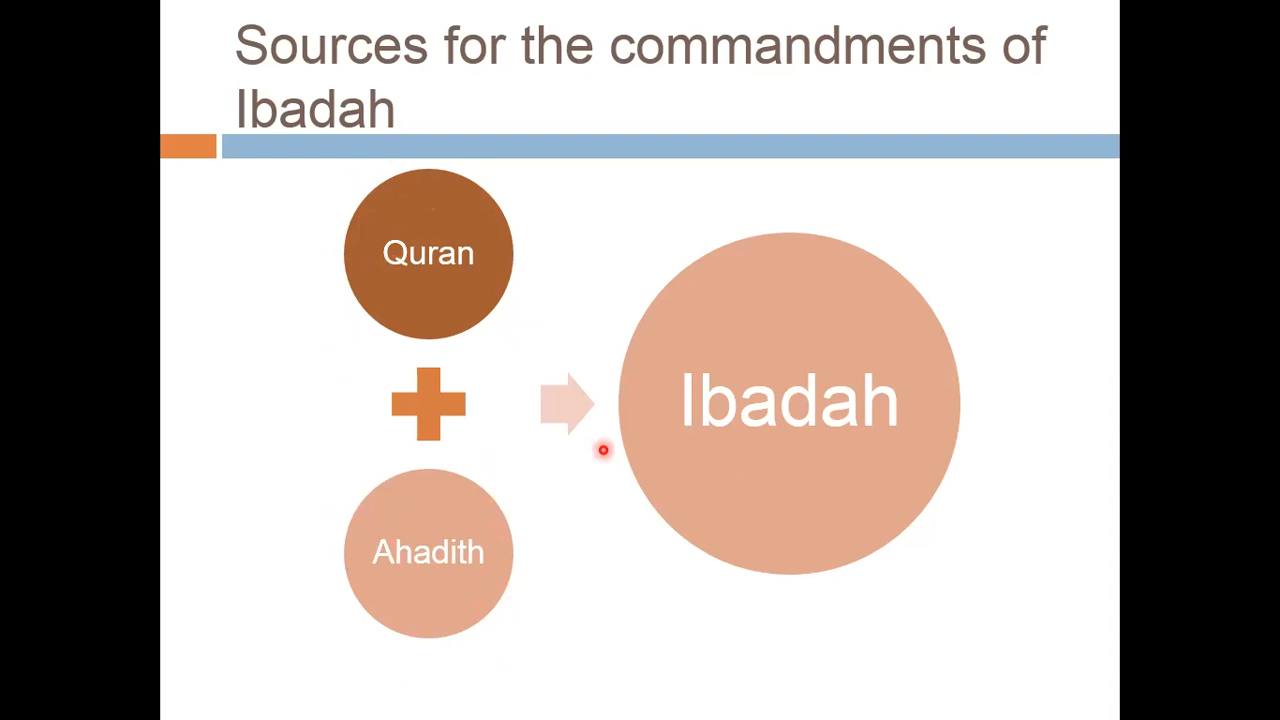 Sources for the commandments of
Ibadah
Quran
Ibadah
Ahadith